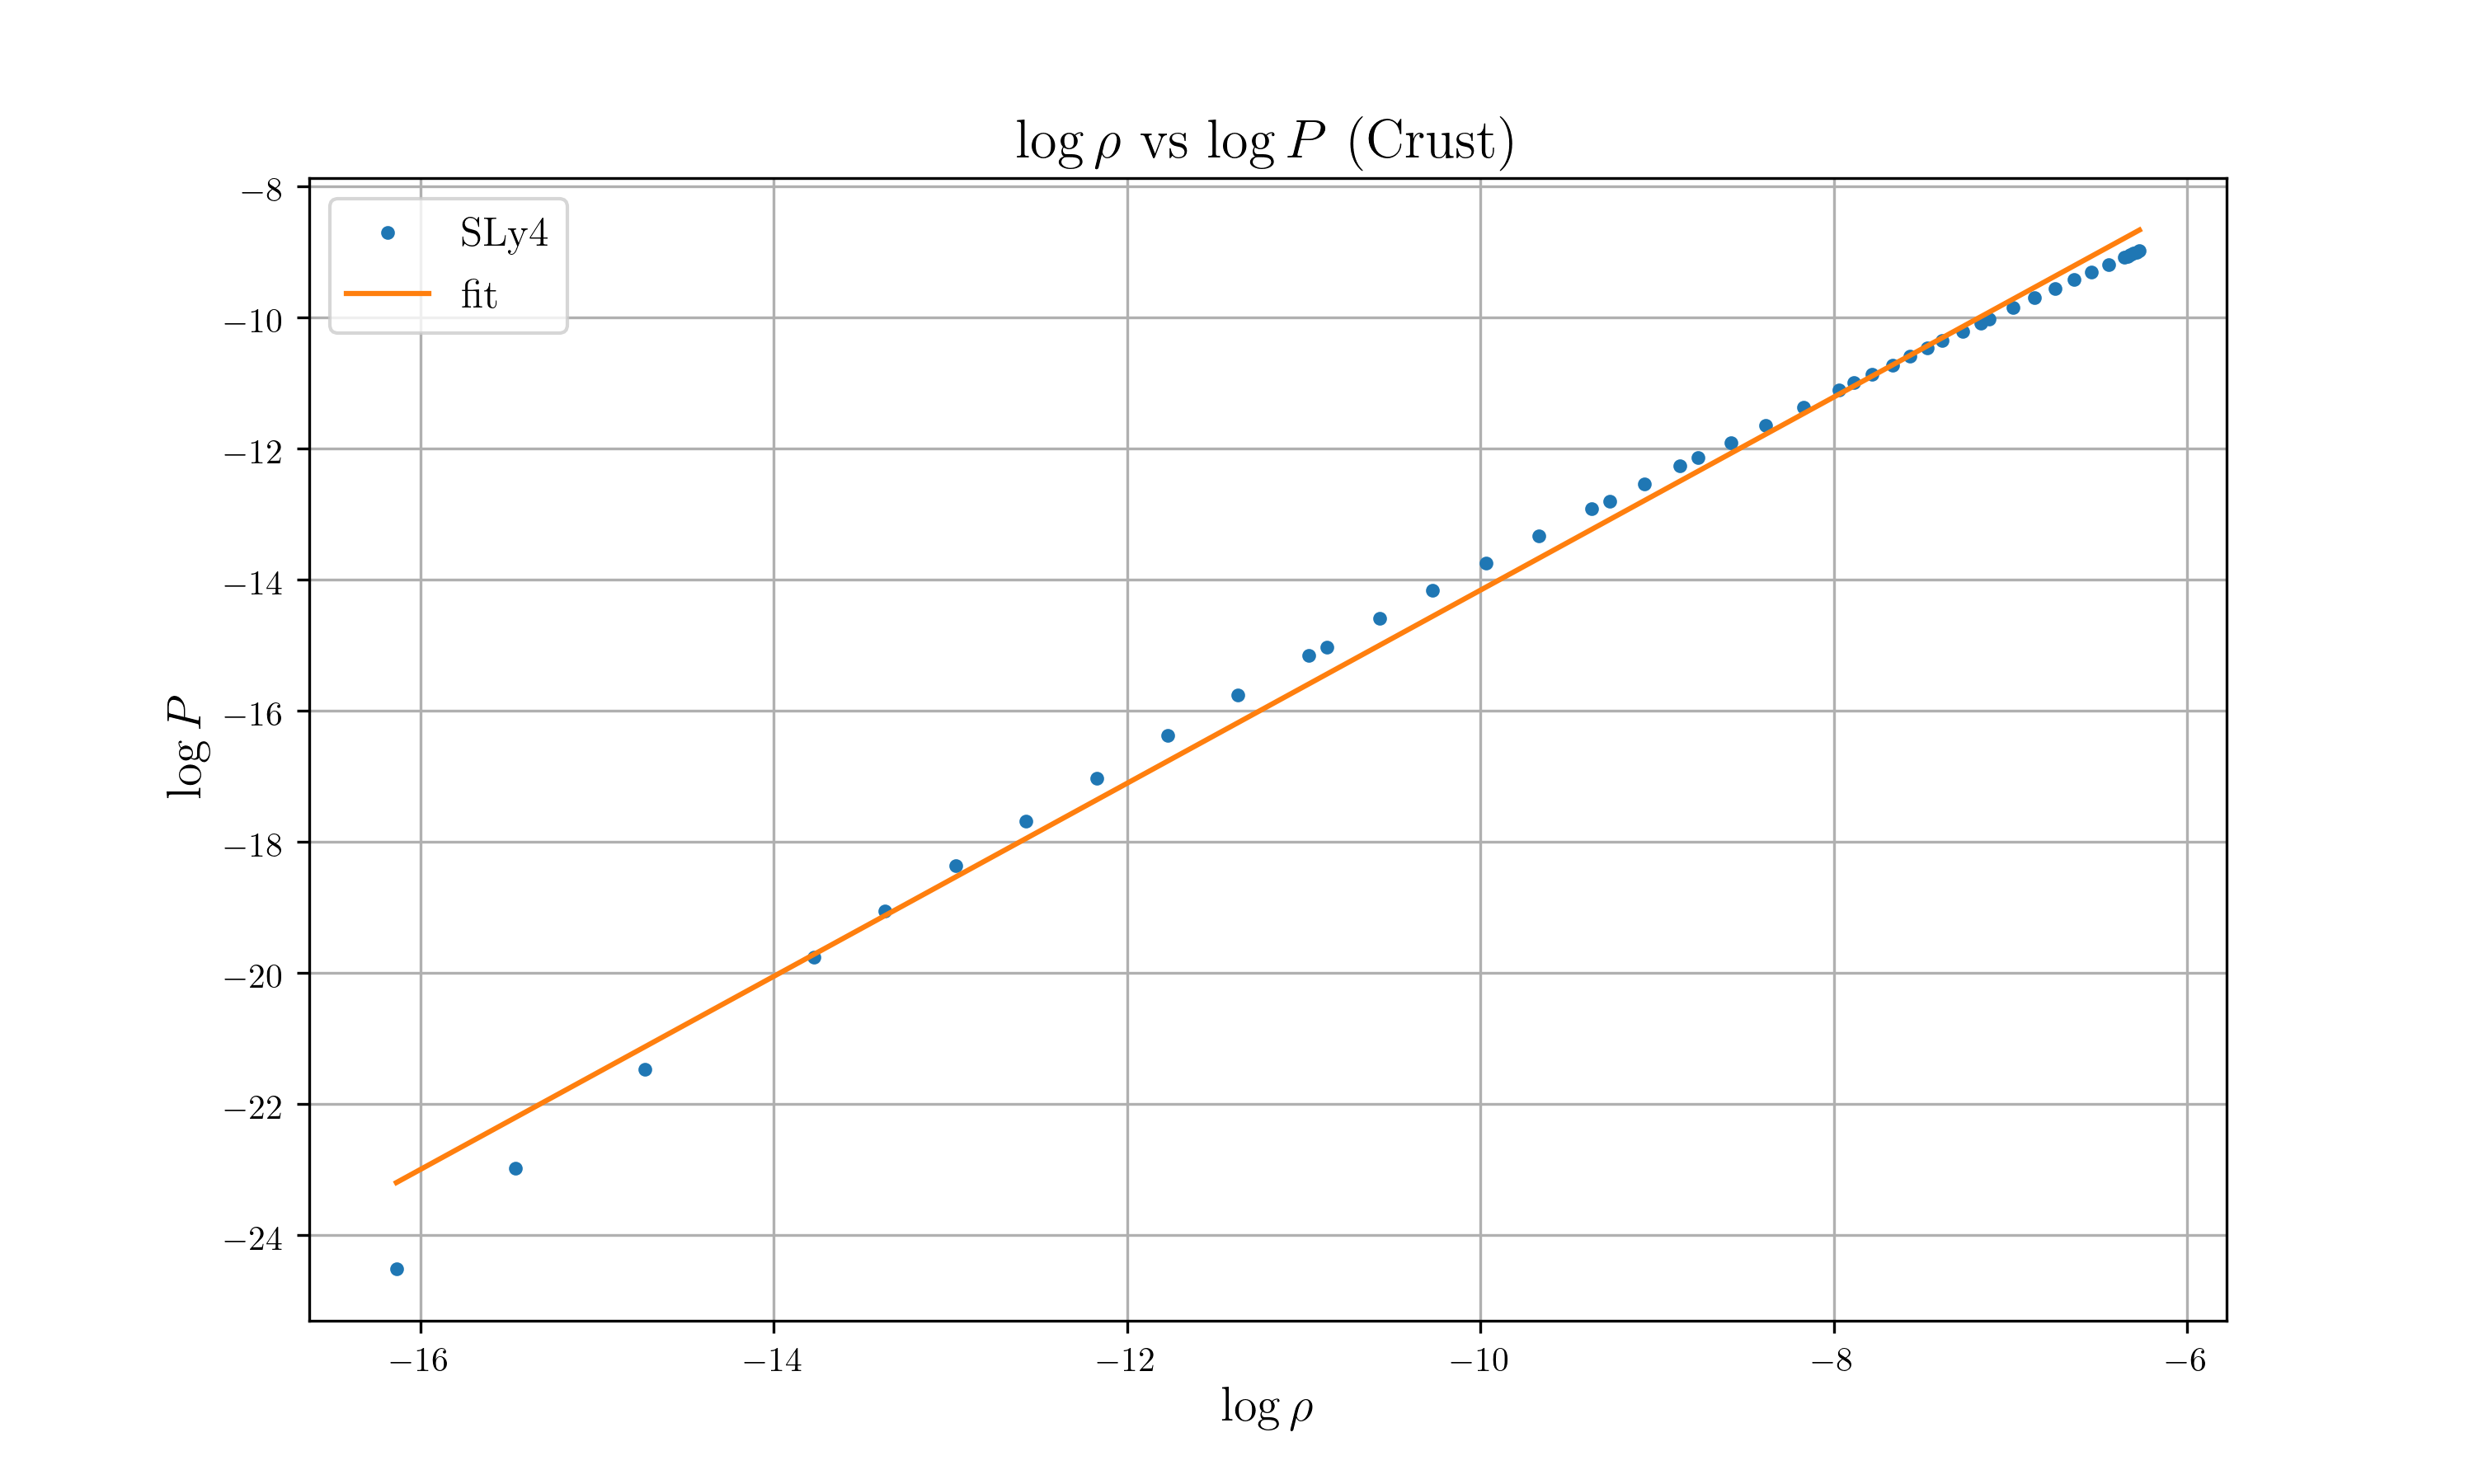 log ρ vs log P (Crust)
SLy4
fit
−8
−10
−12
−14
−16
−18
−20
−22
−24
log P
−16 −14 −12 −10 −8 −6
log ρ